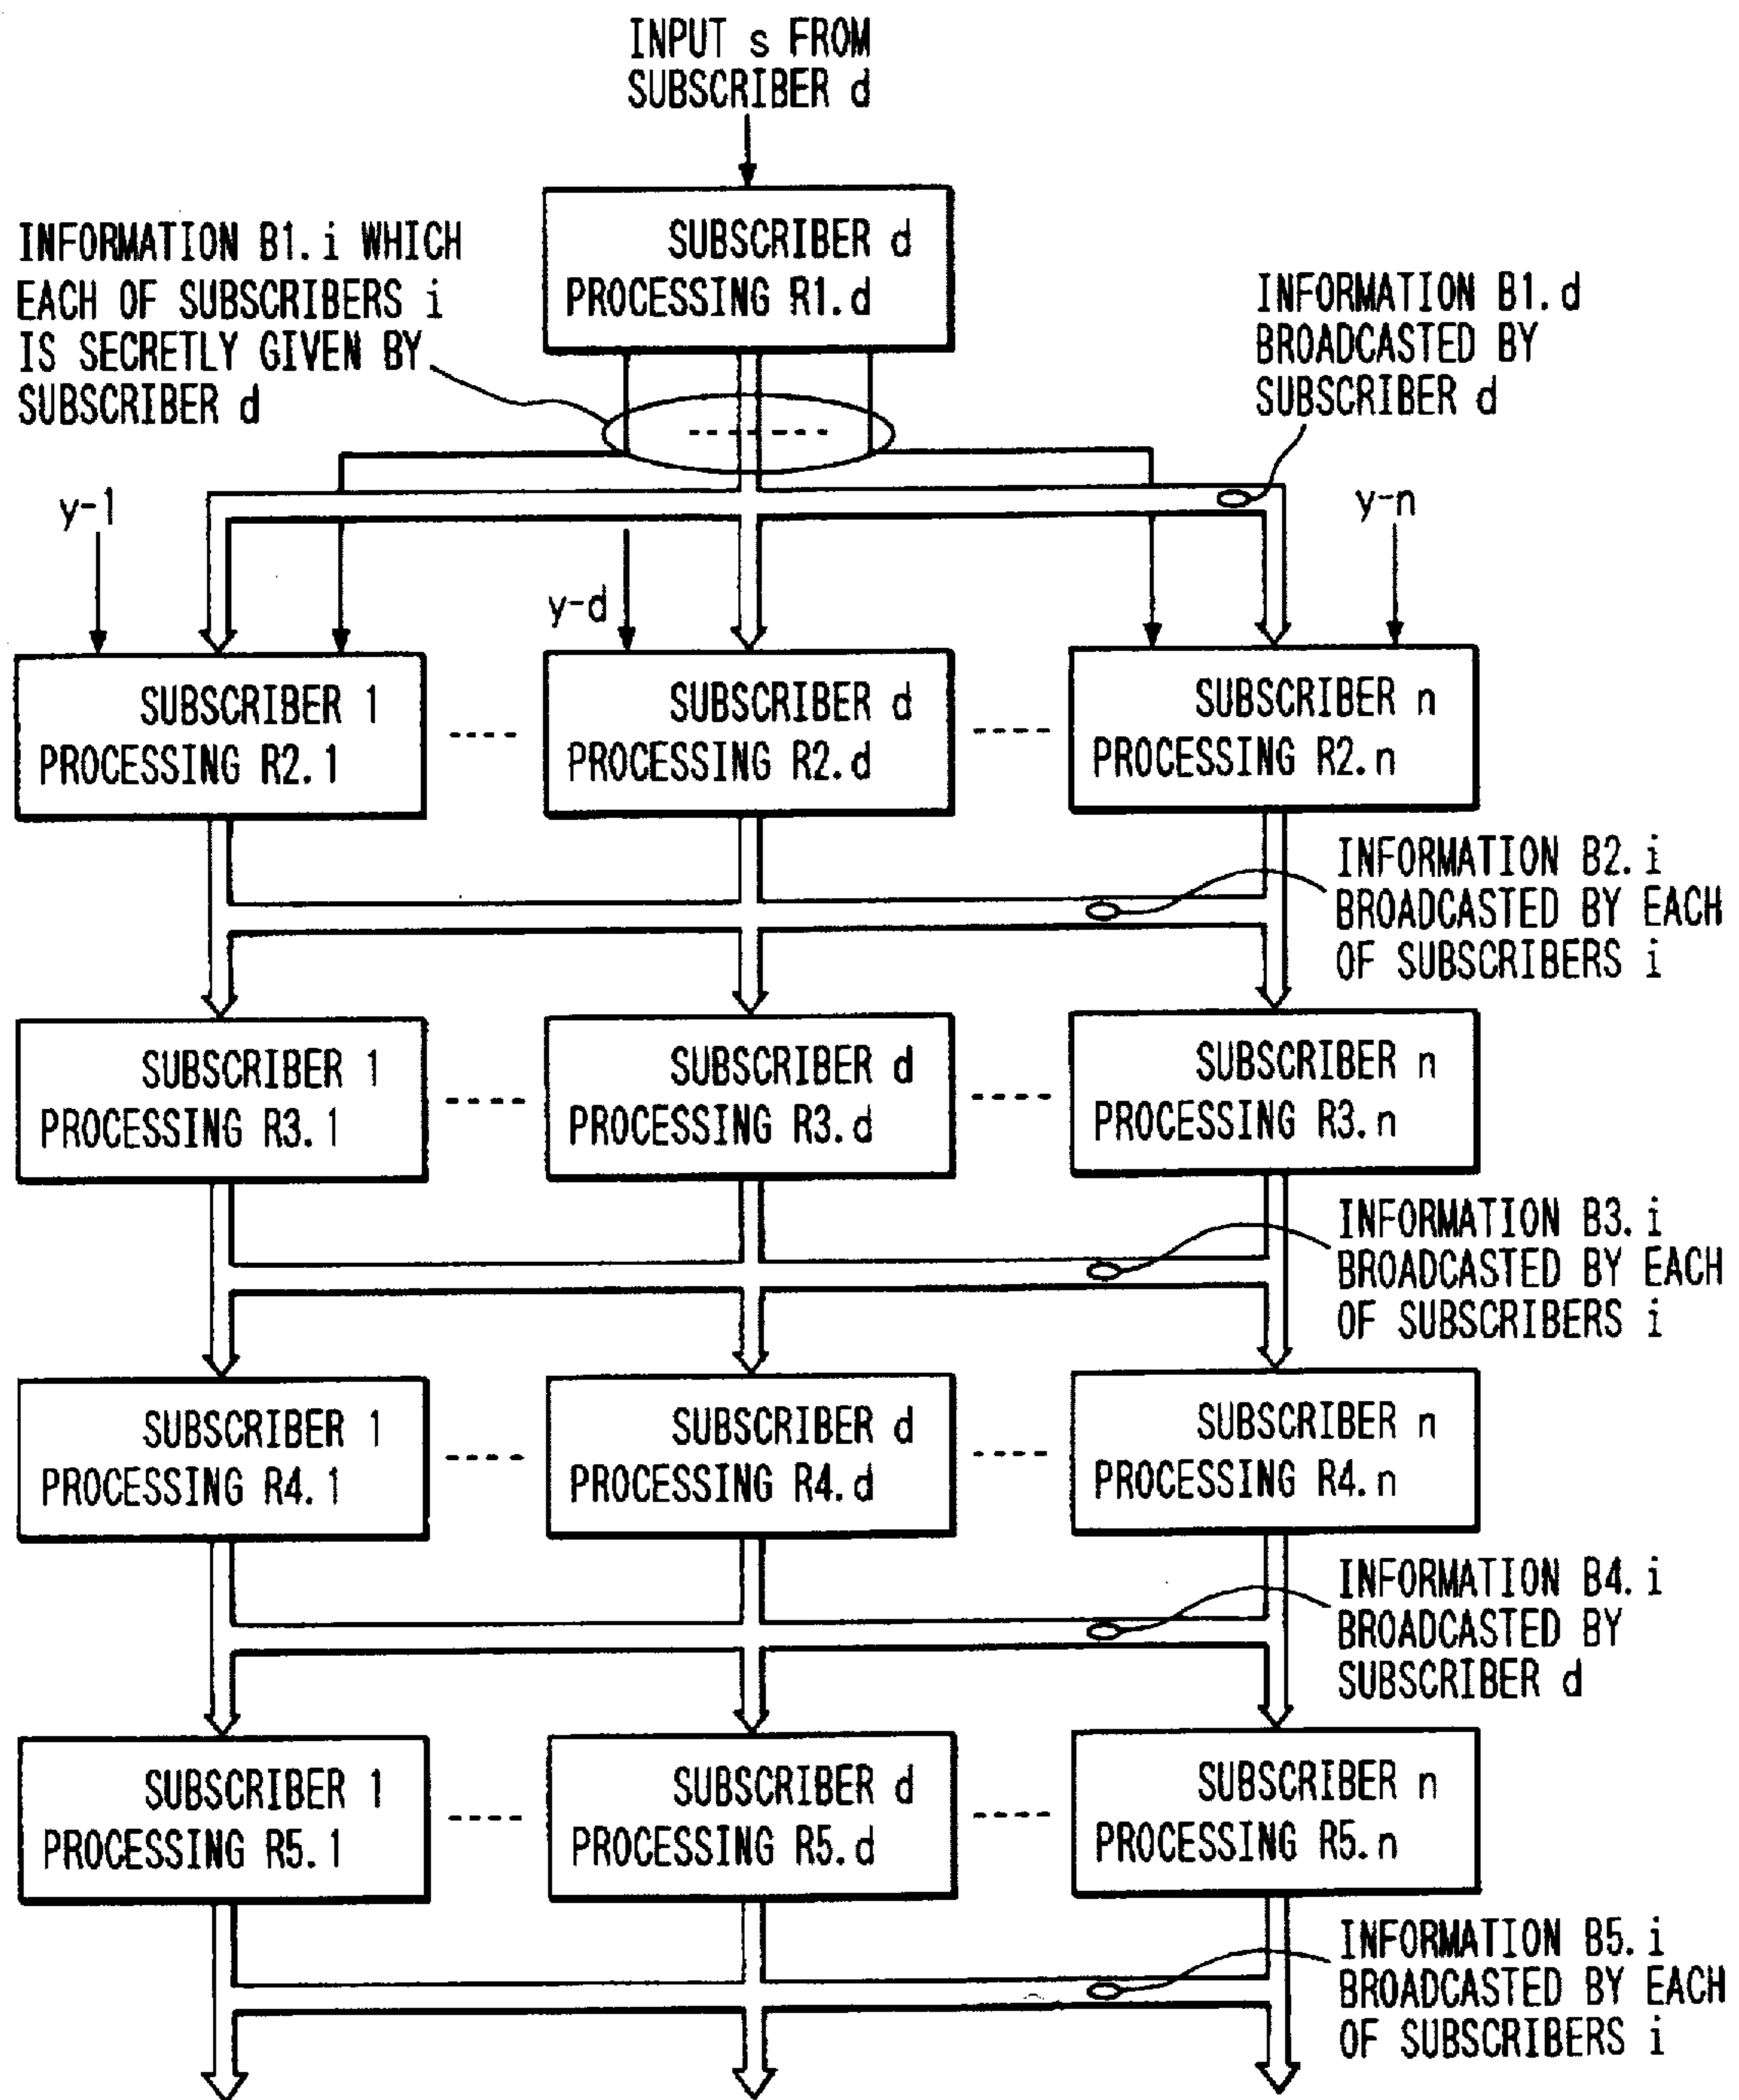 INPUT s FROM
SUBSCRIBER d
SUBSCRIBER d
PROCESSING R1.d
INFORMATION B1.i WHICH
EACH OF SUBSCRIBERS i
IS SECRETLY GIVEN BY
SUBSCRIBER d
INFORMATION B1.d
BROADCASTED BY
SUBSCRIBER d
y-1
y-d
y-n
SUBSCRIBER 1
PROCESSING R2.1
SUBSCRIBER d
PROCESSING R2.d
SUBSCRIBER n
PROCESSING R2.n
INFORMATION B2.i
BROADCASTED BY EACH
OF SUBSCRIBERS i
SUBSCRIBER 1
PROCESSING R3.1
SUBSCRIBER d
PROCESSING R3.d
SUBSCRIBER n
PROCESSING R3.n
INFORMATION B3.i
BROADCASTED BY EACH
OF SUBSCRIBERS i
SUBSCRIBER 1
PROCESSING R4.1
SUBSCRIBER d
PROCESSING R4.d
SUBSCRIBER n
PROCESSING R4.n
INFORMATION B4.i
BROADCASTED BY
SUBSCRIBER d
SUBSCRIBER 1
PROCESSING R5.1
SUBSCRIBER d
PROCESSING R5.d
SUBSCRIBER n
PROCESSING R5.n
INFORMATION B5.i
BROADCASTED BY EACH
OF SUBSCRIBERS i